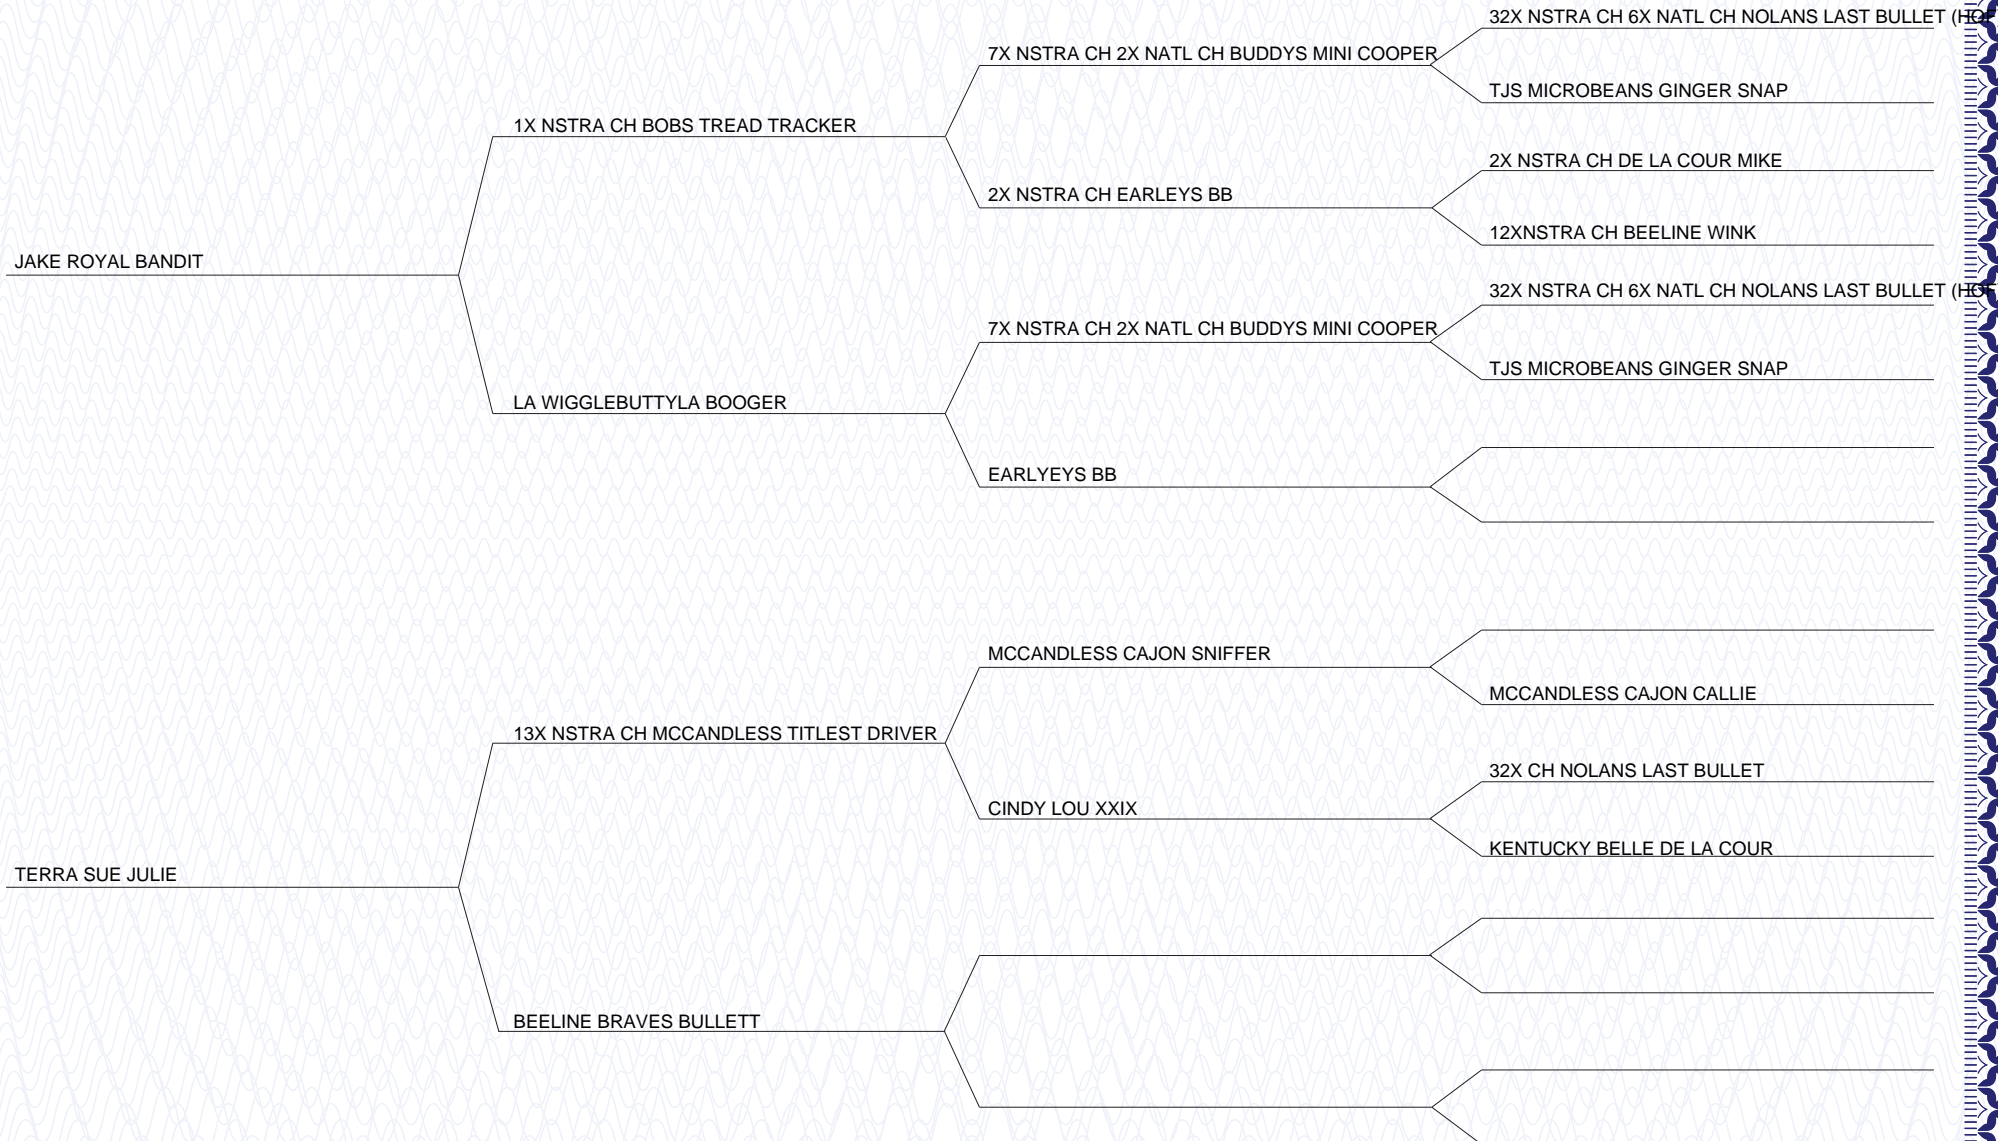 32X NSTRA CH 6X NATL CH NOLANS LAST BULLET (HOF
7X NSTRA CH 2X NATL CH BUDDYS MINI COOPER
TJS MICROBEANS GINGER SNAP
1X NSTRA CH BOBS TREAD TRACKER
2X NSTRA CH DE LA COUR MIKE
2X NSTRA CH EARLEYS BB
12XNSTRA CH BEELINE WINK
JAKE ROYAL BANDIT
32X NSTRA CH 6X NATL CH NOLANS LAST BULLET (HOF
7X NSTRA CH 2X NATL CH BUDDYS MINI COOPER
TJS MICROBEANS GINGER SNAP
LA WIGGLEBUTTYLA BOOGER
EARLYEYS BB
MCCANDLESS CAJON SNIFFER
MCCANDLESS CAJON CALLIE
13X NSTRA CH MCCANDLESS TITLEST DRIVER
32X CH NOLANS LAST BULLET
CINDY LOU XXIX
KENTUCKY BELLE DE LA COUR
TERRA SUE JULIE
BEELINE BRAVES BULLETT